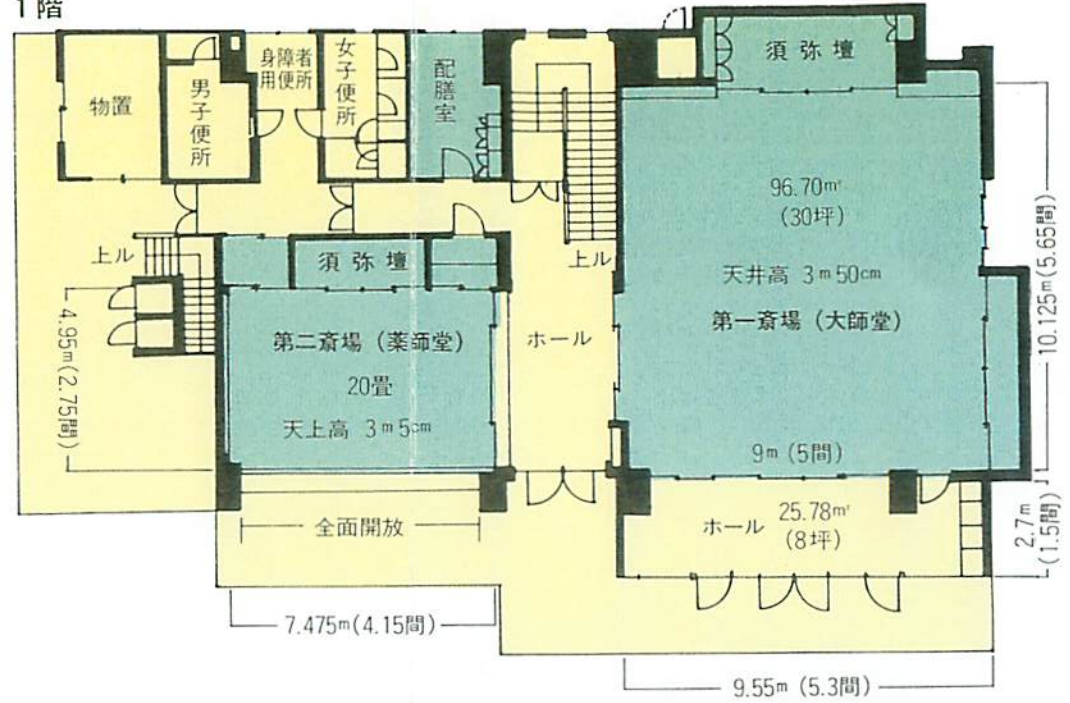 1階
物置
男子便所
身障者
用便所
女子便所
配膳室
須弥壇
96.70㎡
(30坪)
天井高 3m50cm
第一斎場(大師堂)
9m(5間)
10.125m(5.65間)
上ル
須弥壇
第二斎場(薬師堂)
20畳
天上高 3m5cm
4.95m(2.75間)
上ル
ホール
全面開放
ホール
25.78㎡
(8坪)
2.7m
(1.5間)
7.475m(4.15間)
9.55m(5.3間)